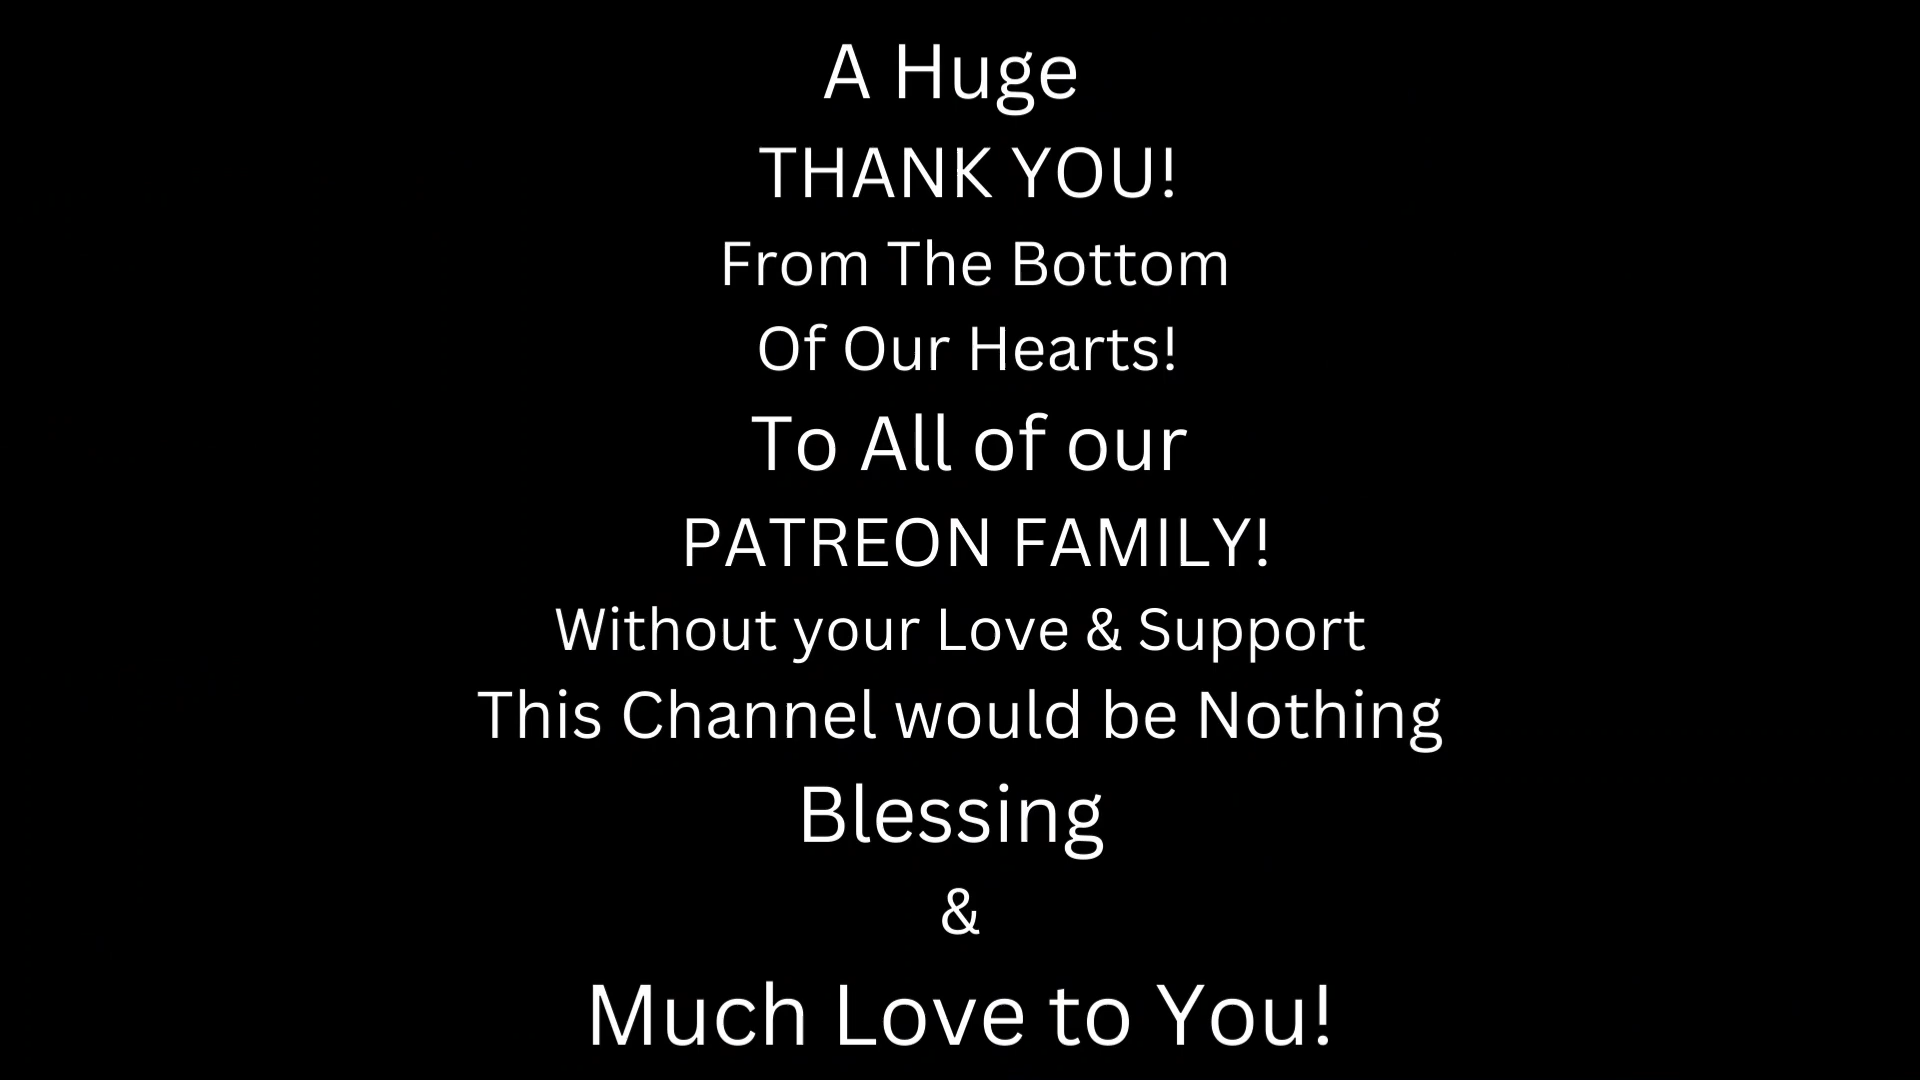 A Huge
THANK YOU!
From The Bottom
Of Our Hearts!
To All of our
PATREON FAMILY!
Without your Love & Support
This Channel would be Nothing
Blessing
&
Much Love to You!